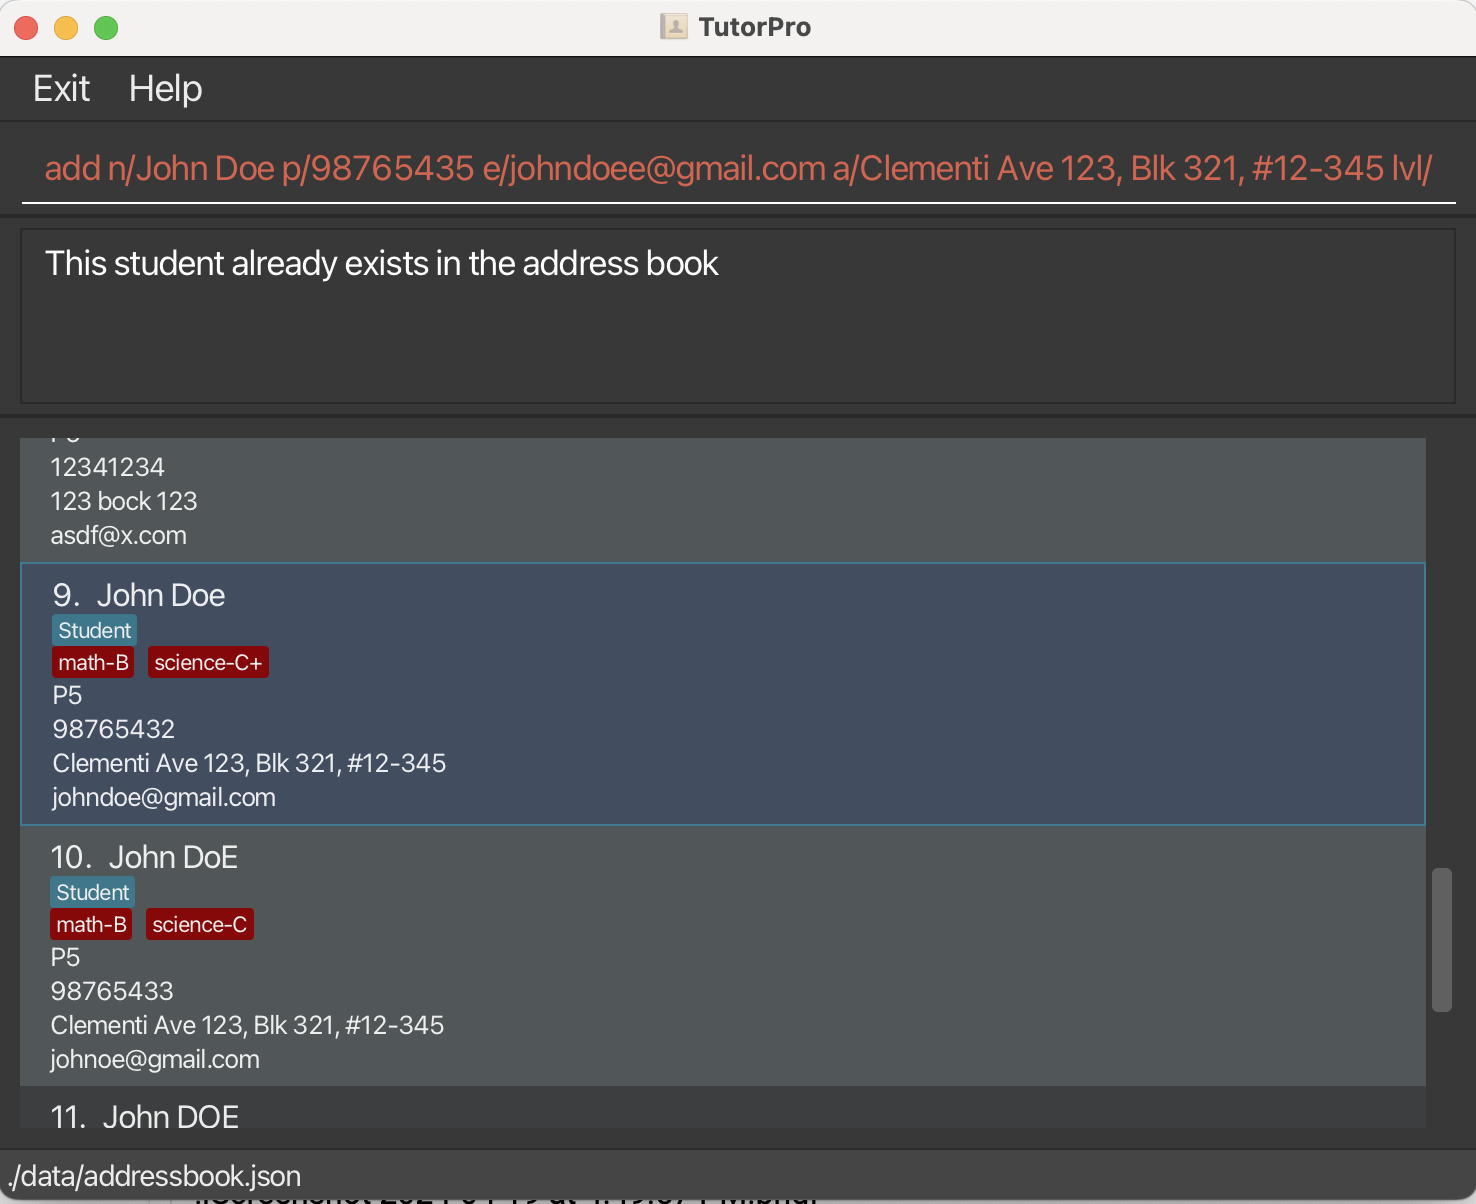 TutorPro
Exit Help
add n/John Doe p/98765435 e/johndoee@gmail.com a/Clementi Ave 123, Blk 321, #12-345 lvl/
This student already exists in the address book
12341234
123 bock 123
asdf@x.com
9. John Doe
Student
math-B science-C+
P5
98765432
Clementi Ave 123, Blk 321, #12-345
johndoe@gmail.com
10. John DoE
Student
math-B science-C
P5
98765433
Clementi Ave 123, Blk 321, #12-345
johnoe@gmail.com
11. John DOE
./data/addressbook.json